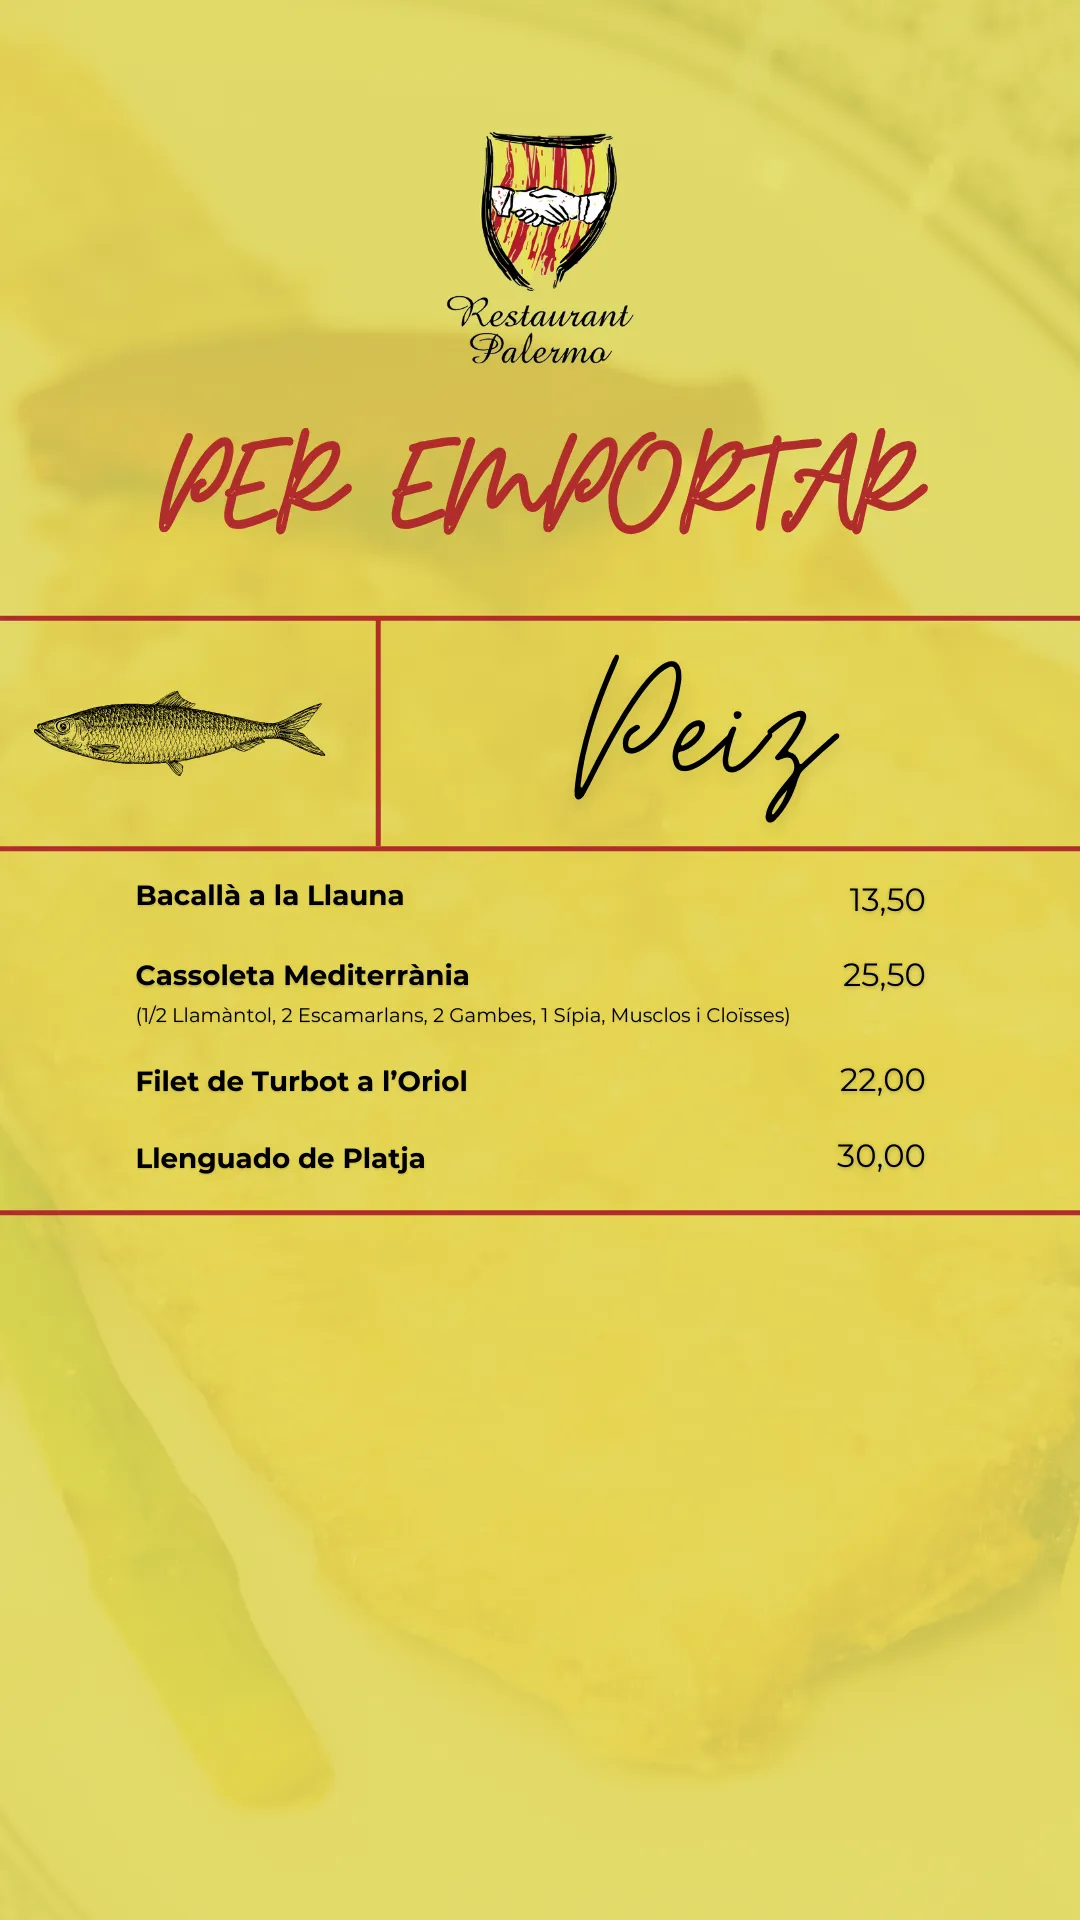 Restaurant
Palermo
PER EMPORTAR
Peiz
Bacallà a la Llauna 13,50
Cassoleta Mediterrània 25,50
(1/2 Llamàntol, 2 Escamarlans, 2 Gambes, 1 Sípia, Musclos i Cloïsses)
Filet de Turbot a l’Oriol 22,00
Llenguado de Platja 30,00